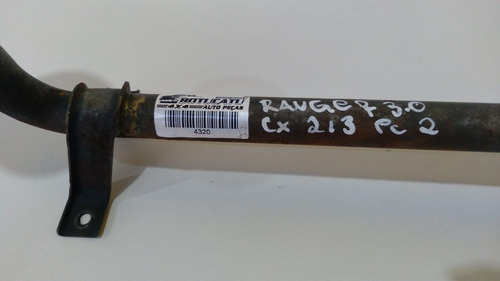 BOTUCATU
4X4 AUTO PEÇAS
4320
RANGER 3.0
CX 213 PC 2